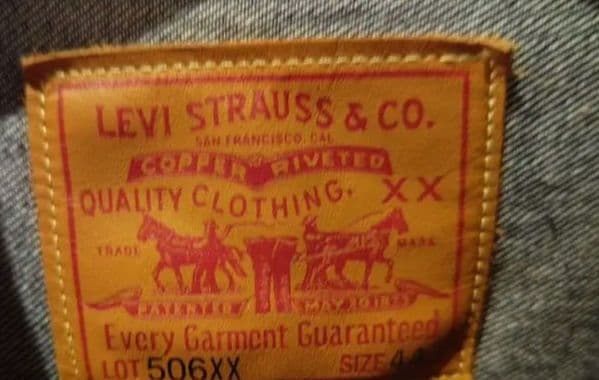 LEVI STRAUSS & CO.
SAN FRANCISCO, CAL
COPPER RIVETED
QUALITY CLOTHING. XX
TRADE MARK
PATENTED MAY 20 1873
Every Garment Guaranteed
LOT 506XX SIZE